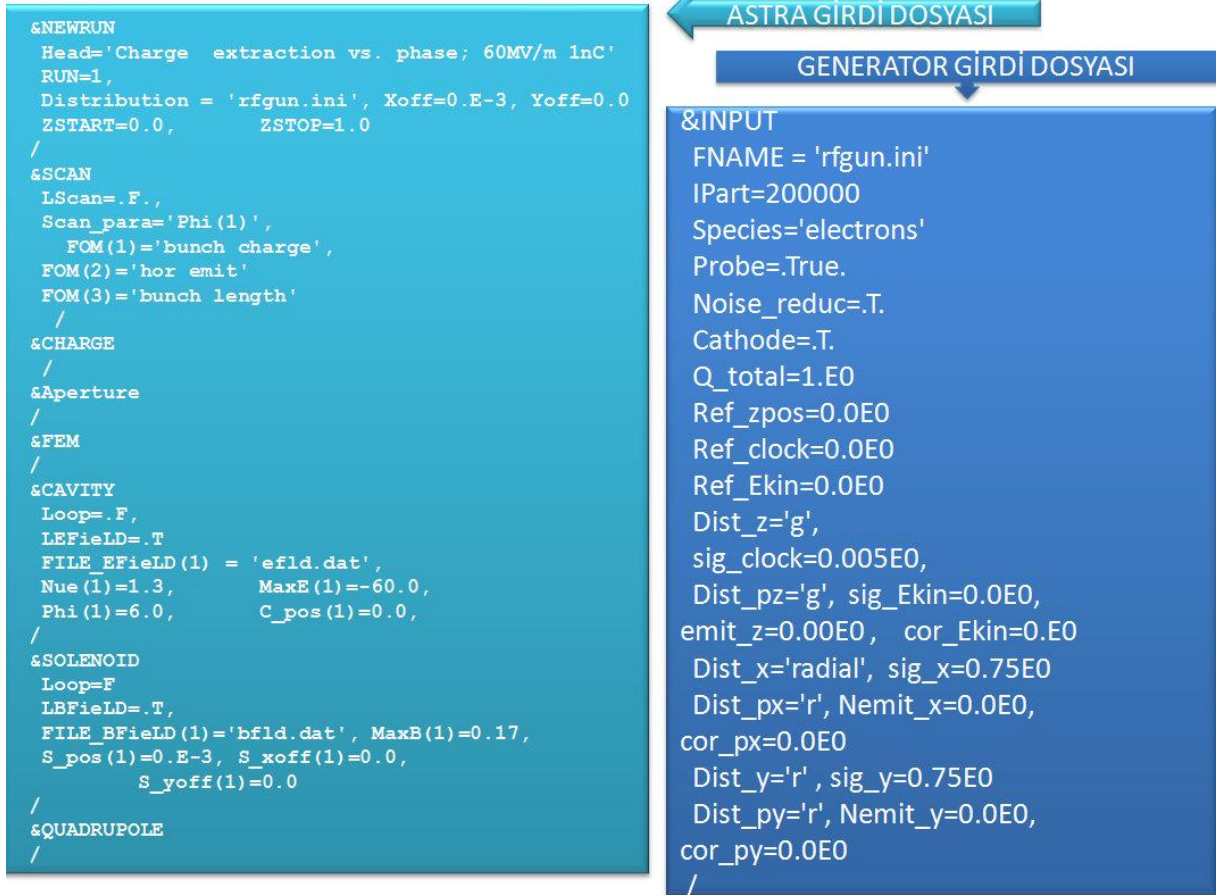 &NEWRUN
Head='Charge extraction vs. phase; 60MV/m 1nC'
RUN=1,
Distribution = 'rfgun.ini', Xoff=0.E-3, Yoff=0.0
ZSTART=0.0, ZSTOP=1.0
/
&SCAN
LScan=.F.,
Scan_para='Phi(1)',
FOM(1)='bunch charge',
FOM(2)='hor emit'
FOM(3)='bunch length'
/
&CHARGE
/
&Aperture
/
&FEM
/
&CAVITY
Loop=.F,
LEFieLD=.T
FILE_EFieLD(1) = 'efld.dat',
Nue(1)=1.3, MaxE(1)=-60.0,
Phi(1)=6.0, C_pos(1)=0.0,
/
&SOLENOID
Loop=F
LBFieLD=.T,
FILE_BFieLD(1)='bfld.dat', MaxB(1)=0.17,
S_pos(1)=0.E-3, S_xoff(1)=0.0,
S_yoff(1)=0.0
/
&QUADRUPOLE
/
ASTRA GİRDİ DOSYASI
GENERATOR GİRDİ DOSYASI
&INPUT
FNAME = 'rfgun.ini'
IPart=200000
Species='electrons'
Probe=.True.
Noise_reduc=.T.
Cathode=.T.
Q_total=1.E0
Ref_zpos=0.0E0
Ref_clock=0.0E0
Ref_Ekin=0.0E0
Dist_z='g',
sig_clock=0.005E0,
Dist_pz='g', sig_Ekin=0.0E0,
emit_z=0.00E0 , cor_Ekin=0.E0
Dist_x='radial', sig_x=0.75E0
Dist_px='r', Nemit_x=0.0E0,
cor_px=0.0E0
Dist_y='r' , sig_y=0.75E0
Dist_py='r', Nemit_y=0.0E0,
cor_py=0.0E0
/